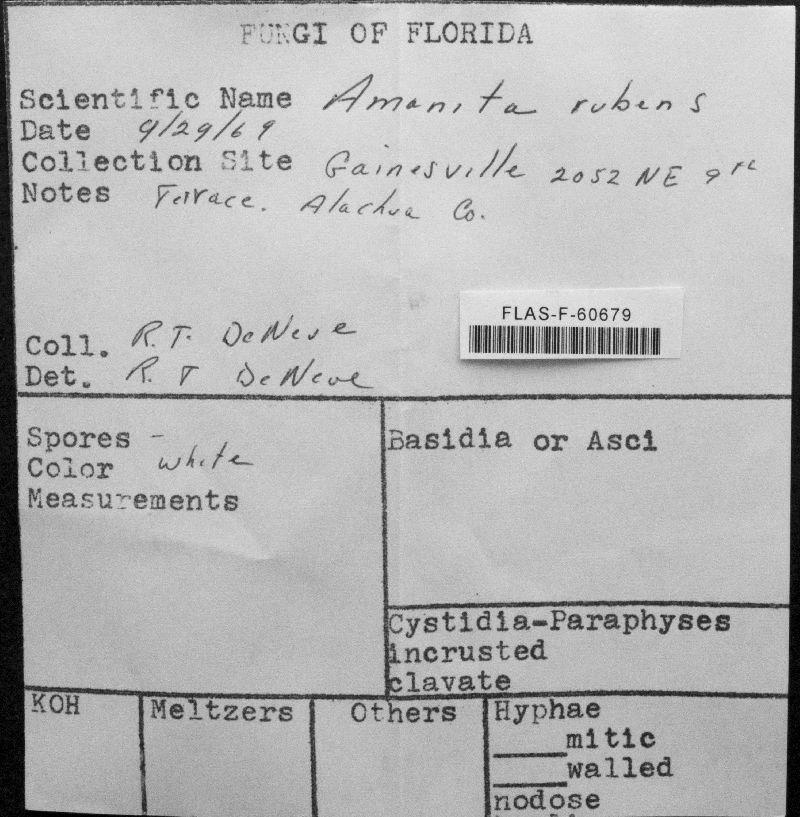 FUNGI OF FLORIDA
Scientific Name Amanita rubens
Date 9/29/69
Collection Site Gainesville 2052 NE 9th
Notes Terrace. Alachua Co.
FLAS-F-60679
Coll. R.T. DeNeve
Det. R. T DeNeve
Spores -
Color white
Measurements
Basidia or Asci
Cystidia-Paraphyses
incrusted
clavate
KOH
Meltzers
Others
Hyphae
____mitic
____walled
nodose